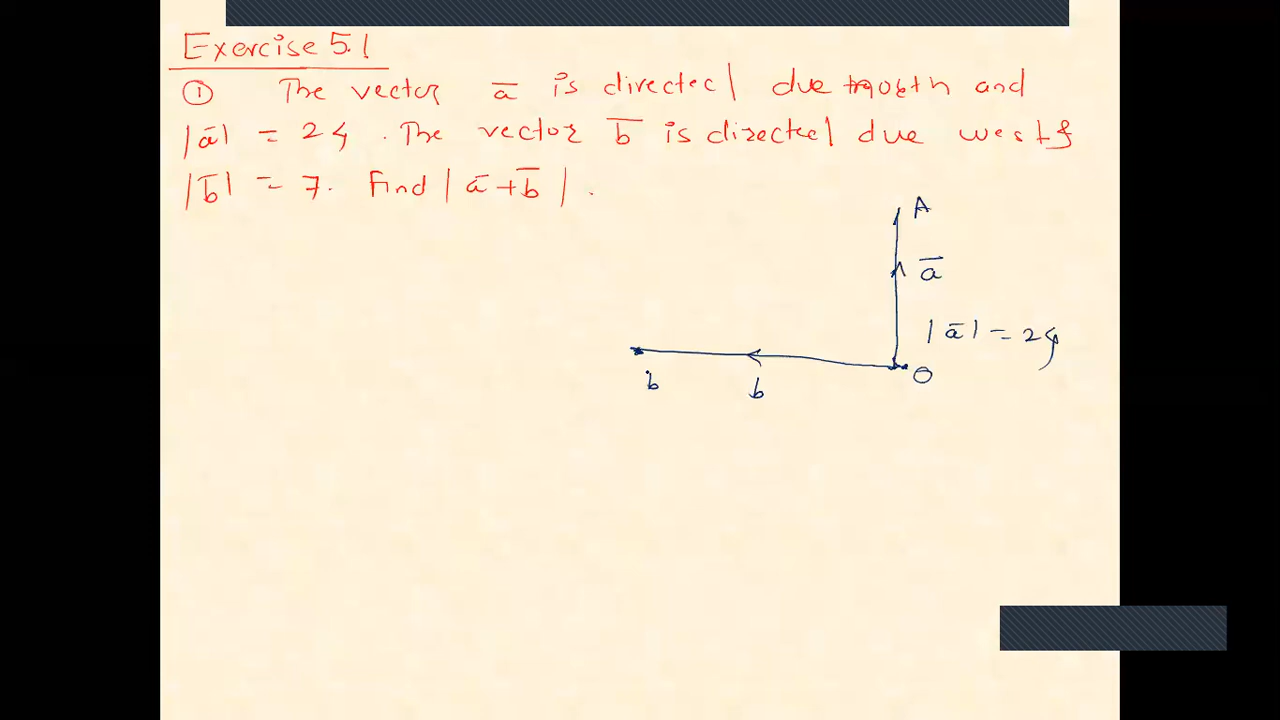 Exercise 5.1
① The vector a̅ is directed due north and
|a̅| = 24 . The vector b̅ is directed due west &
|b̅| = 7. Find | a̅ + b̅ | .
A
a̅
| a̅ | = 24
O
b
b